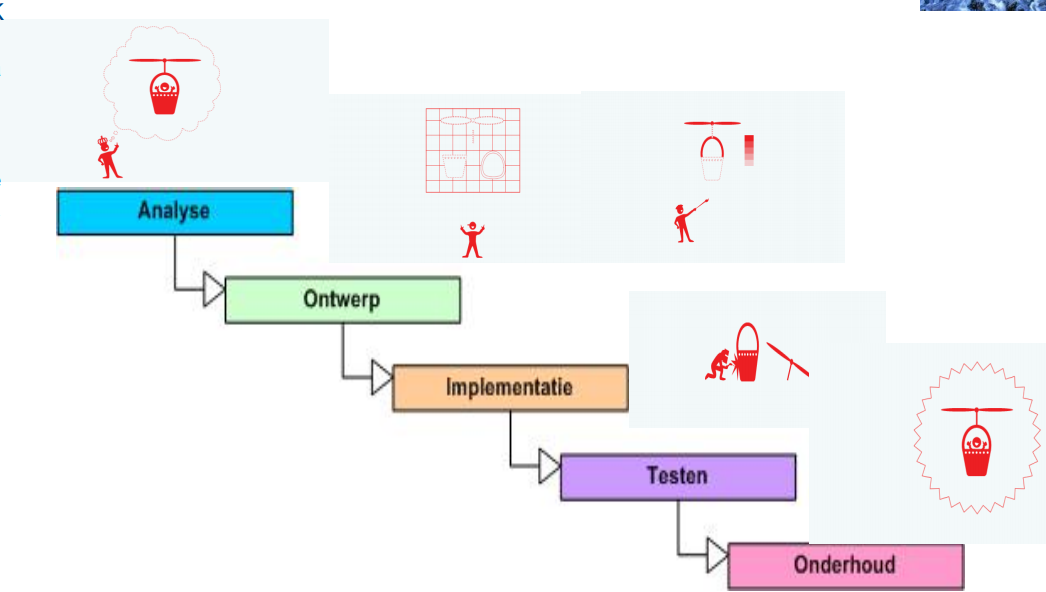 Analyse
Ontwerp
Implementatie
Testen
Onderhoud